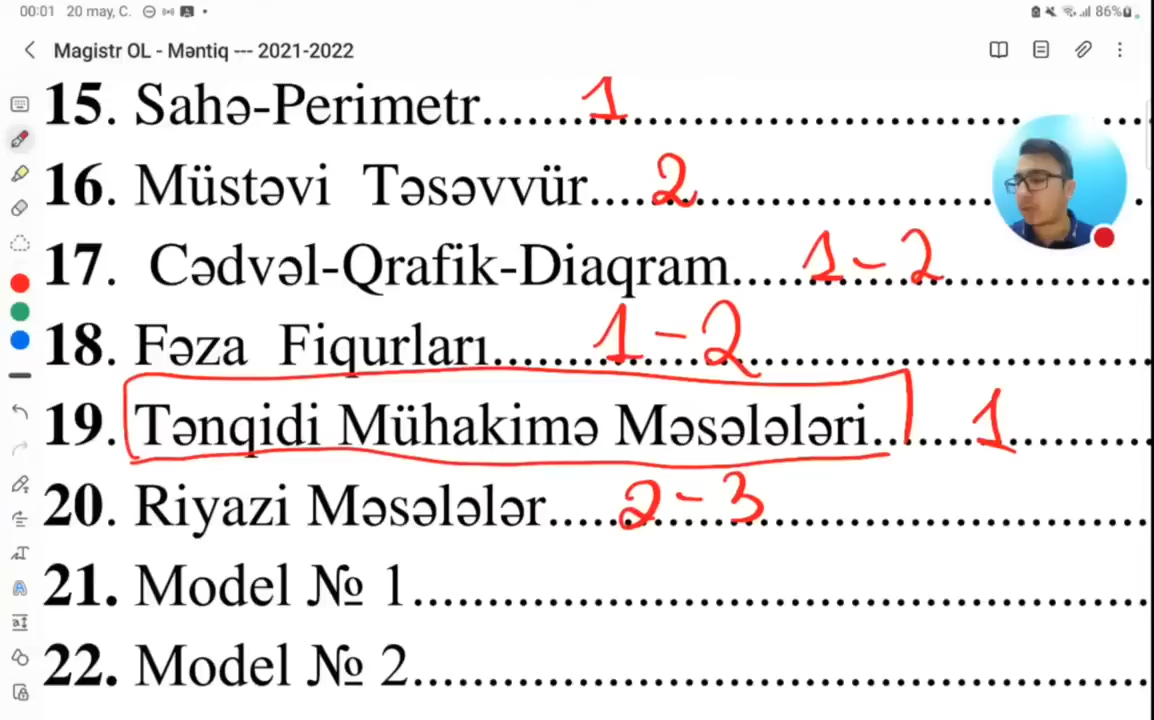 00:01 20 may, C. 86%
Magistr OL - Məntiq --- 2021-2022
15. Sahə-Perimetr........1..............................
16. Müstəvi Təsəvvür....2..............................
17. Cədvəl-Qrafik-Diaqram....1-2..............................
18. Fəza Fiqurları........1-2..............................
19. Tənqidi Mühakimə Məsələləri........1..........
20. Riyazi Məsələlər.....2-3..............................
21. Model № 1........................................
22. Model № 2........................................